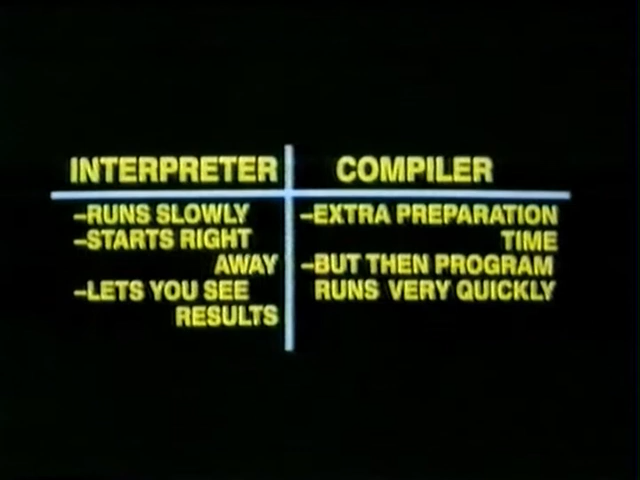 INTERPRETER
–RUNS SLOWLY
–STARTS RIGHT
AWAY
–LETS YOU SEE
RESULTS
COMPILER
–EXTRA PREPARATION
TIME
–BUT THEN PROGRAM
RUNS VERY QUICKLY